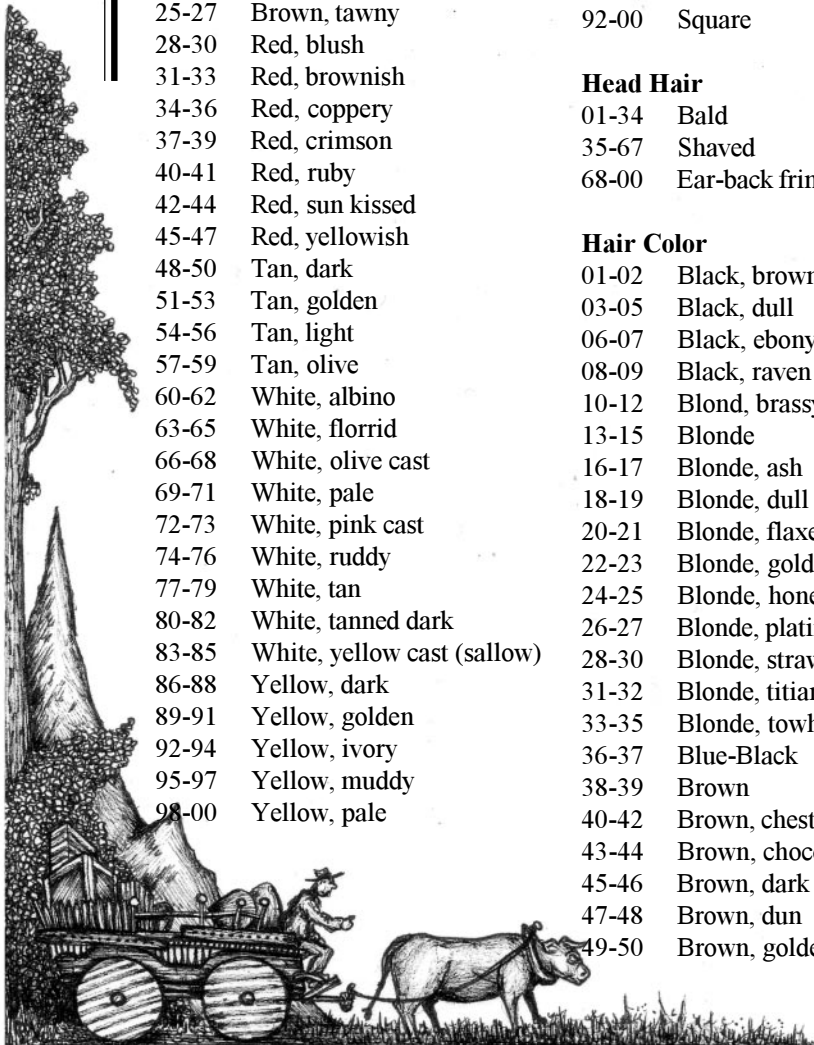 25-27 Brown, tawny
28-30 Red, blush
31-33 Red, brownish
34-36 Red, coppery
37-39 Red, crimson
40-41 Red, ruby
42-44 Red, sun kissed
45-47 Red, yellowish
48-50 Tan, dark
51-53 Tan, golden
54-56 Tan, light
57-59 Tan, olive
60-62 White, albino
63-65 White, florrid
66-68 White, olive cast
69-71 White, pale
72-73 White, pink cast
74-76 White, ruddy
77-79 White, tan
80-82 White, tanned dark
83-85 White, yellow cast (sallow)
86-88 Yellow, dark
89-91 Yellow, golden
92-94 Yellow, ivory
95-97 Yellow, muddy
98-00 Yellow, pale
92-00 Square
Head Hair
01-34 Bald
35-67 Shaved
68-00 Ear-back
Hair Color
01-02 Black,
03-05 Black, dull
06-07 Black, ebony
08-09 Black, raven
10-12 Blond, brassy
13-15 Blonde
16-17 Blonde, ash
18-19 Blonde, dull
20-21 Blonde,
22-23 Blonde,
24-25 Blonde,
26-27 Blonde,
28-30 Blonde,
31-32 Blonde,
33-35 Blonde,
36-37 Blue-Black
38-39 Brown
40-42 Brown,
43-44 Brown,
45-46 Brown, dark
47-48 Brown, dun
49-50 Brown,